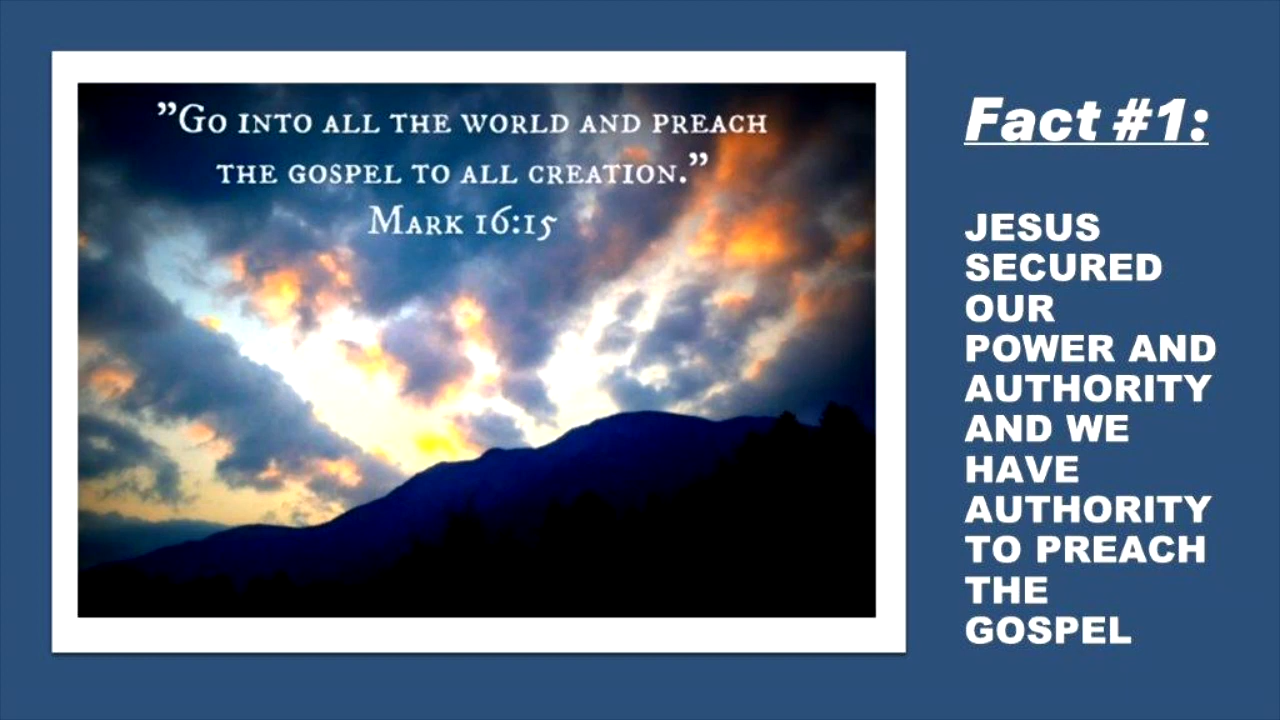 ”Go into all the world and preach
the gospel to all creation.”
Mark 16:15
Fact #1:
JESUS
SECURED
OUR
POWER AND
AUTHORITY
AND WE
HAVE
AUTHORITY
TO PREACH
THE
GOSPEL